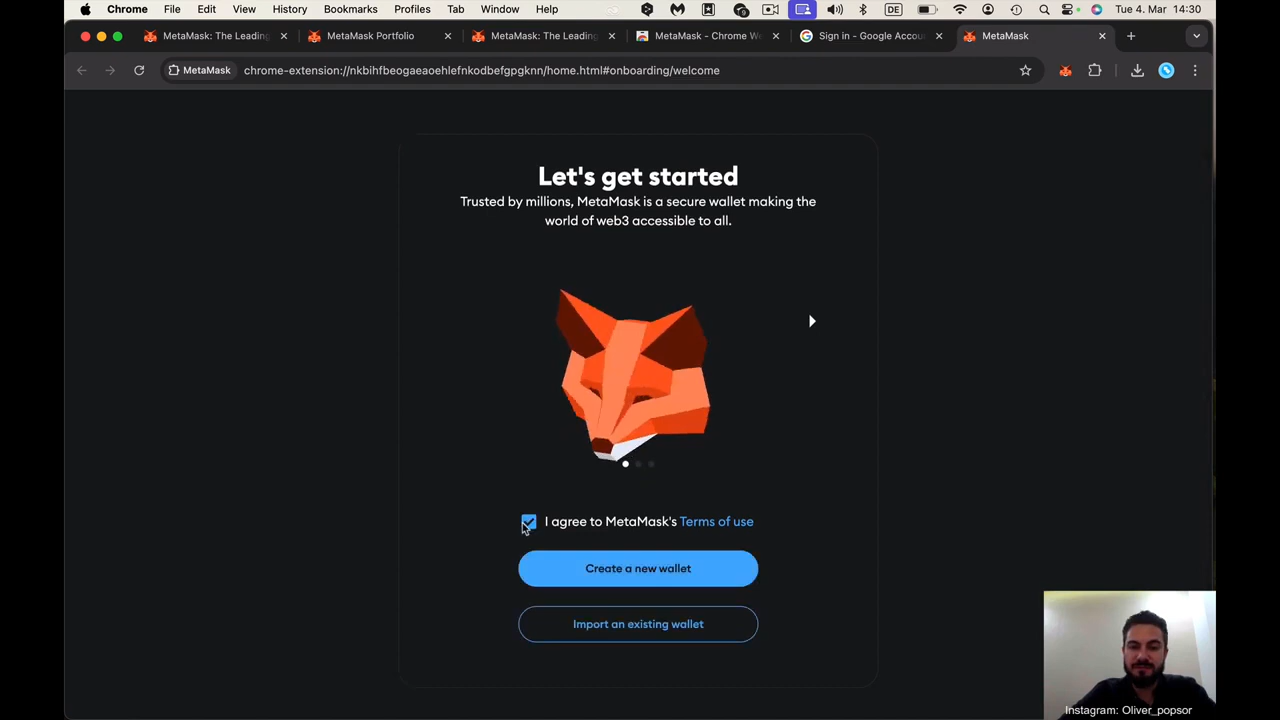 Chrome File Edit View History Bookmarks Profiles Tab Window Help DE Tue 4. Mar 14:30
MetaMask: The Leading MetaMask Portfolio MetaMask: The Leading MetaMask - Chrome We Sign in - Google Accou MetaMask
MetaMask chrome-extension://nkbihfbeogaeaoehlefnkodbefgpgknn/home.html#onboarding/welcome
Let's get started
Trusted by millions, MetaMask is a secure wallet making the
world of web3 accessible to all.
I agree to MetaMask's Terms of use
Create a new wallet
Import an existing wallet
Instagram: Oliver_popsor